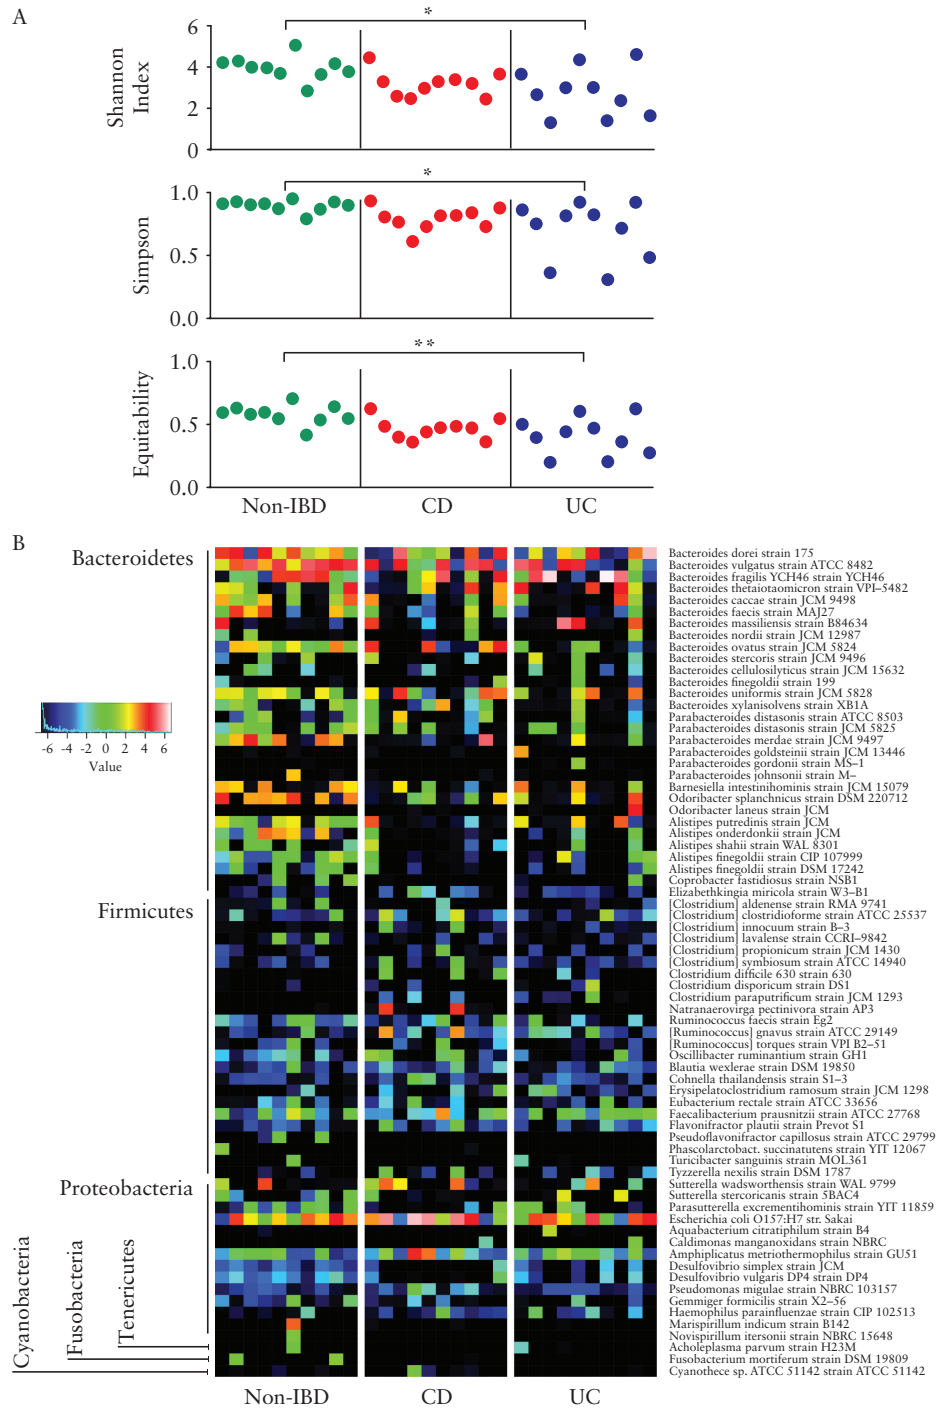 A
*
6
4
2
0
Shannon
Index
*
1.0
0.5
0.0
Simpson
**
1.0
0.5
0.0
Equitability
Non-IBD
CD
UC
B
Bacteroidetes
Bacteroides dorei strain 175
Bacteroides vulgatus strain ATCC 8482
Bacteroides fragilis YCH46 strain YCH46
Bacteroides thetaiotaomicron strain VPI–5482
Bacteroides caccae strain JCM 9498
Bacteroides faecis strain MAJ27
Bacteroides massiliensis strain B84634
Bacteroides nordii strain JCM 12987
Bacteroides ovatus strain JCM 5824
Bacteroides stercoris strain JCM 9496
Bacteroides cellulosilyticus strain JCM 15632
Bacteroides finegoldii strain 199
Bacteroides uniformis strain JCM 5828
Bacteroides xylanisolvens strain XB1A
Parabacteroides distasonis strain ATCC 8503
Parabacteroides distasonis strain JCM 5825
Parabacteroides merdae strain JCM 9497
Parabacteroides goldsteinii strain JCM 13446
Parabacteroides gordonii strain MS–1
Parabacteroides johnsonii strain M–
Barnesiella intestinihominis strain JCM 15079
Odoribacter splanchnicus strain DSM 220712
Odoribacter laneus strain JCM
Alistipes putredinis strain JCM
Alistipes onderdonkii strain JCM
Alistipes shahii strain WAL 8301
Alistipes finegoldii strain CIP 107999
Alistipes finegoldii strain DSM 17242
Coprobacter fastidiosus strain NSB1
Elizabethkingia miricola strain W3–B1
-6 -4 -2 0 2 4 6
Value
Firmicutes
[Clostridium] aldenense strain RMA 9741
[Clostridium] clostridioforme strain ATCC 25537
[Clostridium] innocuum strain B–3
[Clostridium] lavalense strain CCRI–9842
[Clostridium] propionicum strain JCM 1430
[Clostridium] symbiosum strain ATCC 14940
Clostridium difficile 630 strain 630
Clostridium disporicum strain DS1
Clostridium paraputrificum strain JCM 1293
Natranaerovirga pectinivora strain AP3
Ruminococcus faecis strain Eg2
[Ruminococcus] gnavus strain ATCC 29149
[Ruminococcus] torques strain VPI B2–51
Oscillibacter ruminantium strain GH1
Blautia wexlerae strain DSM 19850
Cohnella thailandensis strain S1–3
Erysipelatoclostridium ramosum strain JCM 1298
Eubacterium rectale strain ATCC 33656
Faecalibacterium prausnitzii strain ATCC 27768
Flavonifractor plautii strain Prevot S1
Pseudoflavonifractor capillosus strain ATCC 29799
Phascolarctobact. succinatutens strain YIT 12067
Turicibacter sanguinis strain MOL361
Tyzzerella nexilis strain DSM 1787
Proteobacteria
Sutterella wadsworthensis strain WAL 9799
Sutterella stercoricanis strain 5BAC4
Parasutterella excrementihominis strain YIT 11859
Escherichia coli O157:H7 str. Sakai
Aquabacterium citratiphilum strain B4
Caldimonas manganoxidans strain NBRC
Amphiplicatus metriothermophilus strain GU51
Desulfovibrio simplex strain JCM
Desulfovibrio vulgaris DP4 strain DP4
Pseudomonas migulae strain NBRC 103157
Gemmiger formicilis strain X2–56
Haemophilus parainfluenzae strain CIP 102513
Marispirillum indicum strain B142
Novispirillum itersonii strain NBRC 15648
Acholeplasma parvum strain H23M
Fusobacterium mortiferum strain DSM 19809
Cyanothece sp. ATCC 51142 strain ATCC 51142
Cyanobacteria
Fusobacteria
Tenericutes
Non-IBD
CD
UC